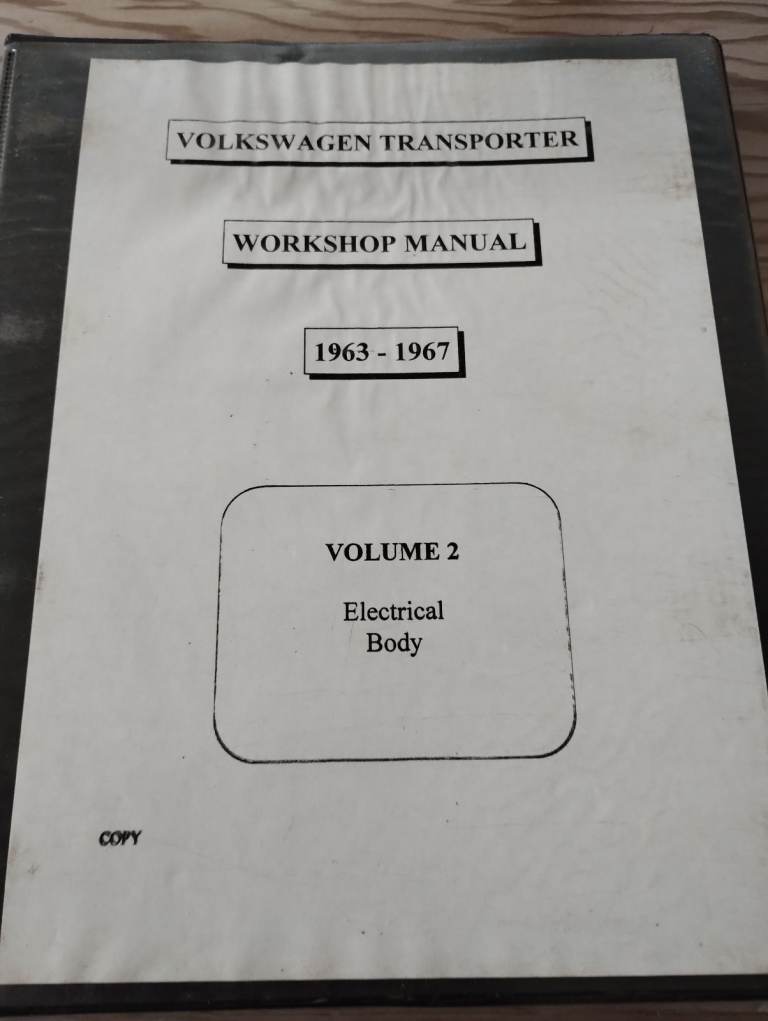 VOLKSWAGEN TRANSPORTER
WORKSHOP MANUAL
1963 - 1967
VOLUME 2
Electrical
Body
COPY